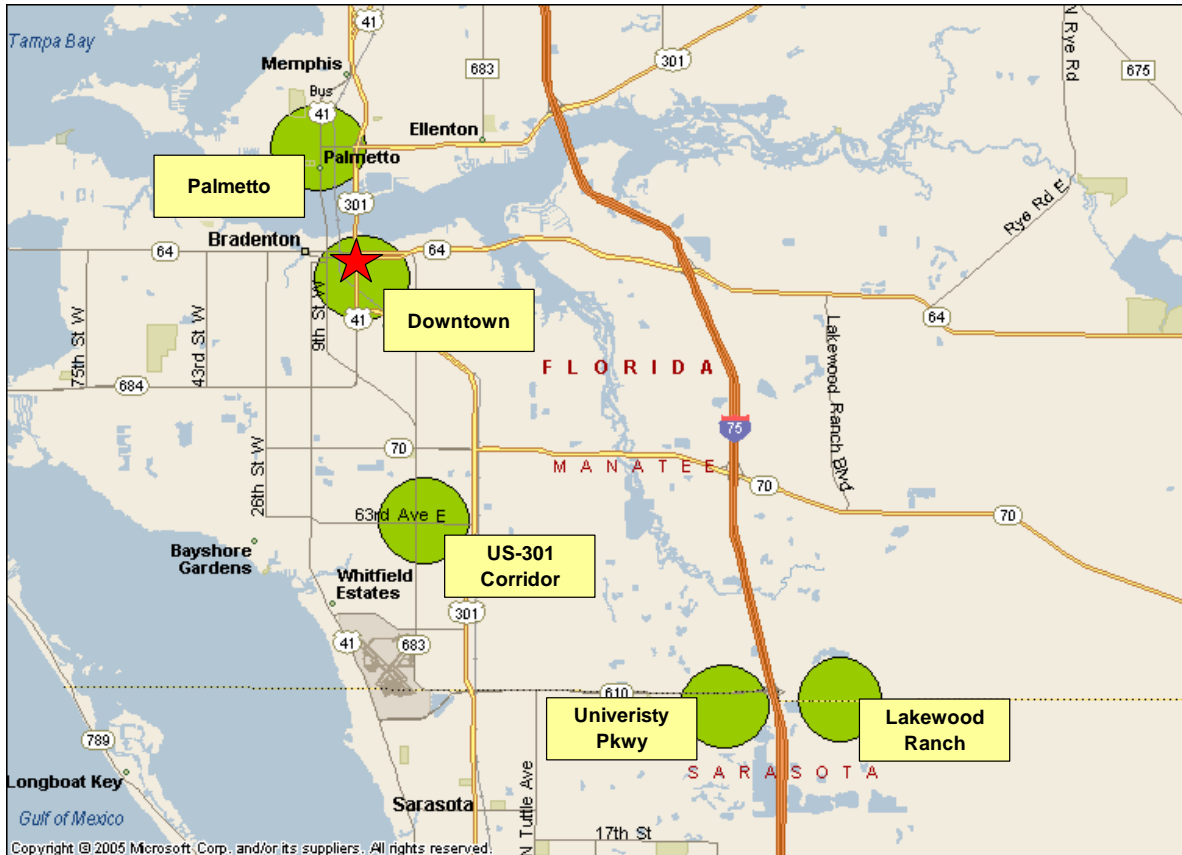 Tampa Bay
41
N Rye Rd
Memphis
683
301
675
Bus
41
Ellenton
Palmetto
Palmetto
301
Rye Rd E
Bradenton
64
64
9th St W
Downtown
41
64
75th St W
43rd St W
Lakewood Ranch Blvd
FLORIDA
684
75
70
MANATEE
70
26th St W
63rd Ave E
70
Bayshore
Gardens
US-301
Corridor
Whitfield
Estates
301
41
683
610
Univeristy
Pkwy
Lakewood
Ranch
789
Longboat Key
SARASOTA
Sarasota
N Tuttle Ave
Gulf of Mexico
17th St
Copyright © 2005 Microsoft Corp. and/or its suppliers. All rights reserved.